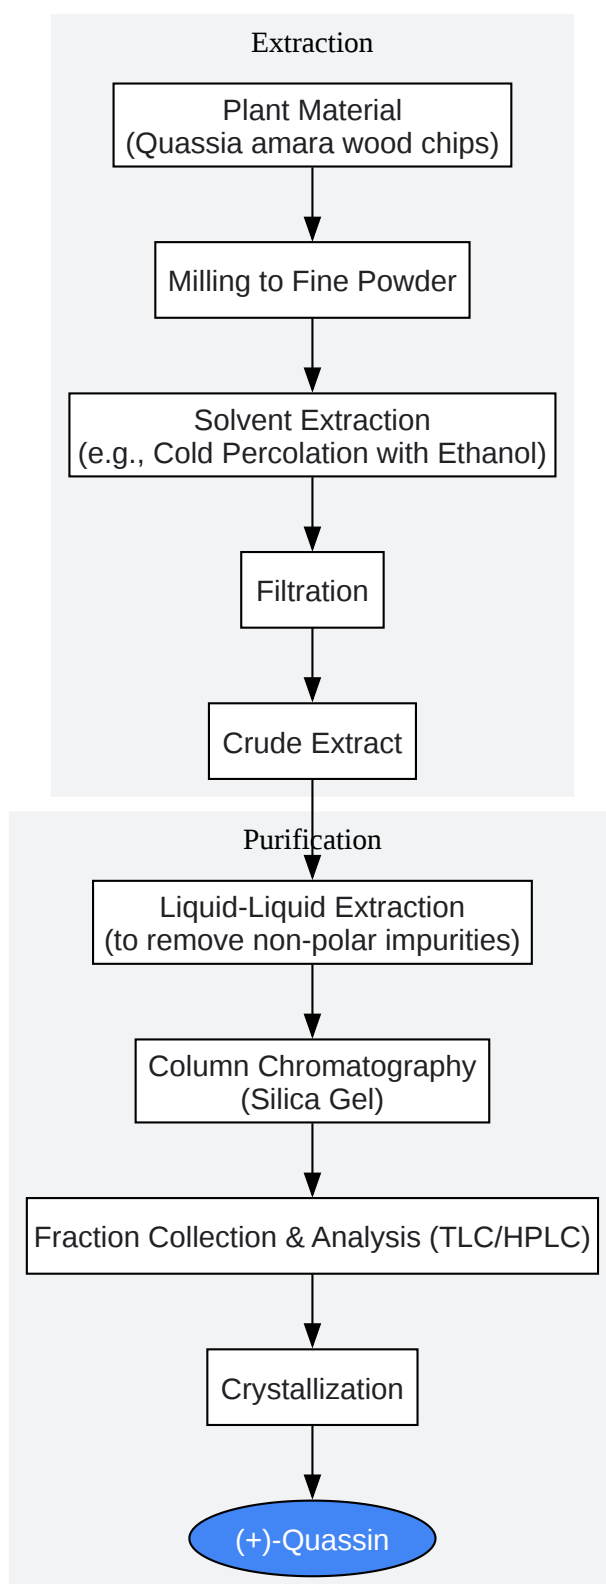 Extraction
Plant Material
(Quassia amara wood chips)
Milling to Fine Powder
Solvent Extraction
(e.g., Cold Percolation with Ethanol)
Filtration
Crude Extract
Purification
Liquid-Liquid Extraction
(to remove non-polar impurities)
Column Chromatography
(Silica Gel)
Fraction Collection & Analysis (TLC/HPLC)
Crystallization
(+)-Quassin